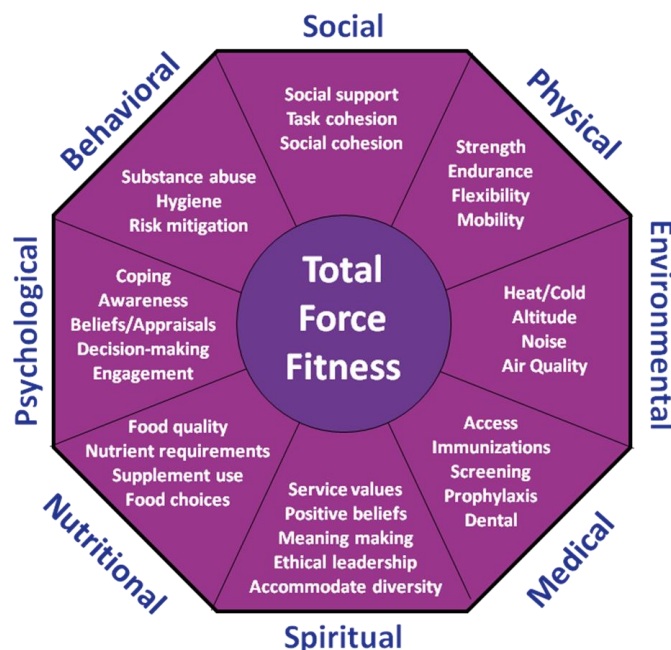 Social
Social support
Task cohesion
Social cohesion
Physical
Strength
Endurance
Flexibility
Mobility
Environmental
Heat/Cold
Altitude
Noise
Air Quality
Medical
Access
Immunizations
Screening
Prophylaxis
Dental
Spiritual
Service values
Positive beliefs
Meaning making
Ethical leadership
Accommodate diversity
Nutritional
Food quality
Nutrient requirements
Supplement use
Food choices
Psychological
Coping
Awareness
Beliefs/Appraisals
Decision-making
Engagement
Behavioral
Substance abuse
Hygiene
Risk mitigation
Total
Force
Fitness